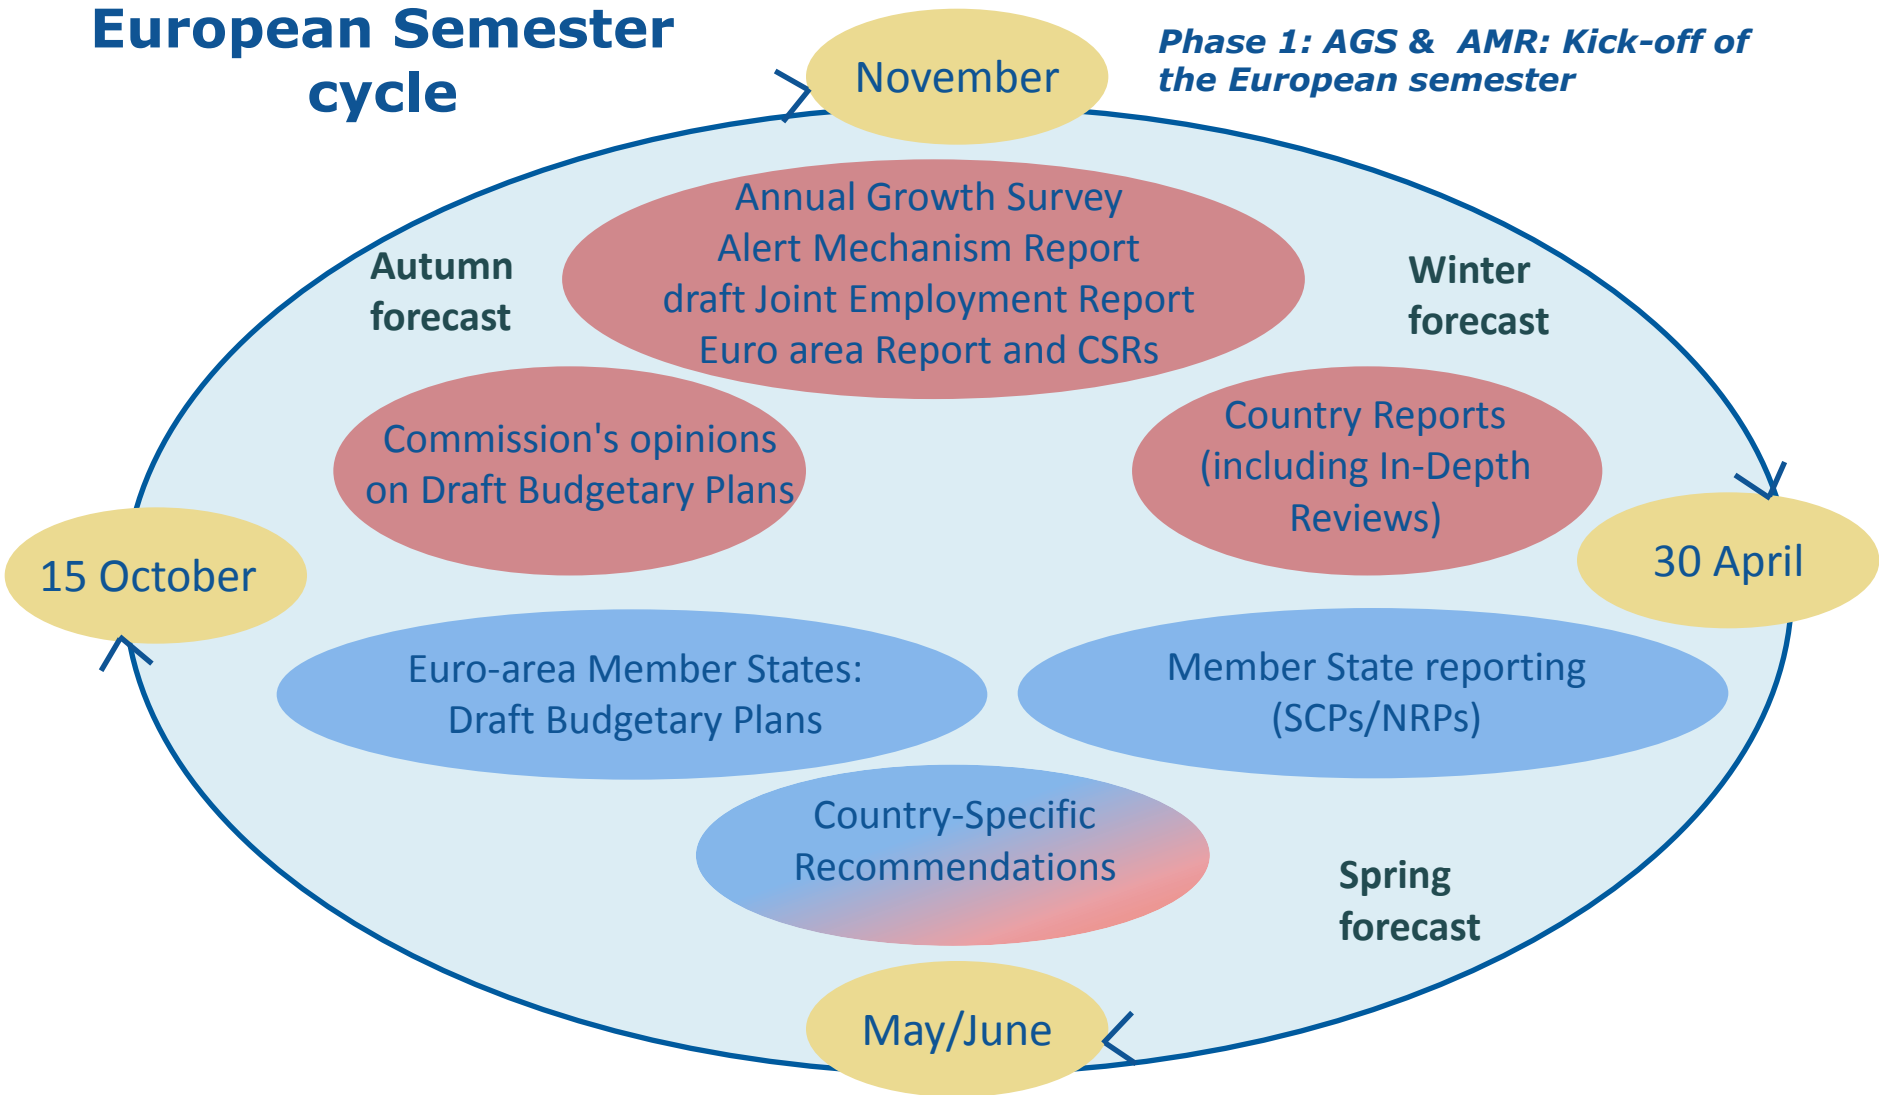 European Semester
cycle
November
Phase 1: AGS & AMR: Kick-off of
the European semester
Annual Growth Survey
Alert Mechanism Report
draft Joint Employment Report
Euro area Report and CSRs
Autumn
forecast
Winter
forecast
Commission's opinions
on Draft Budgetary Plans
Country Reports
(including In-Depth
Reviews)
15 October
30 April
Euro-area Member States:
Draft Budgetary Plans
Member State reporting
(SCPs/NRPs)
Country-Specific
Recommendations
Spring
forecast
May/June